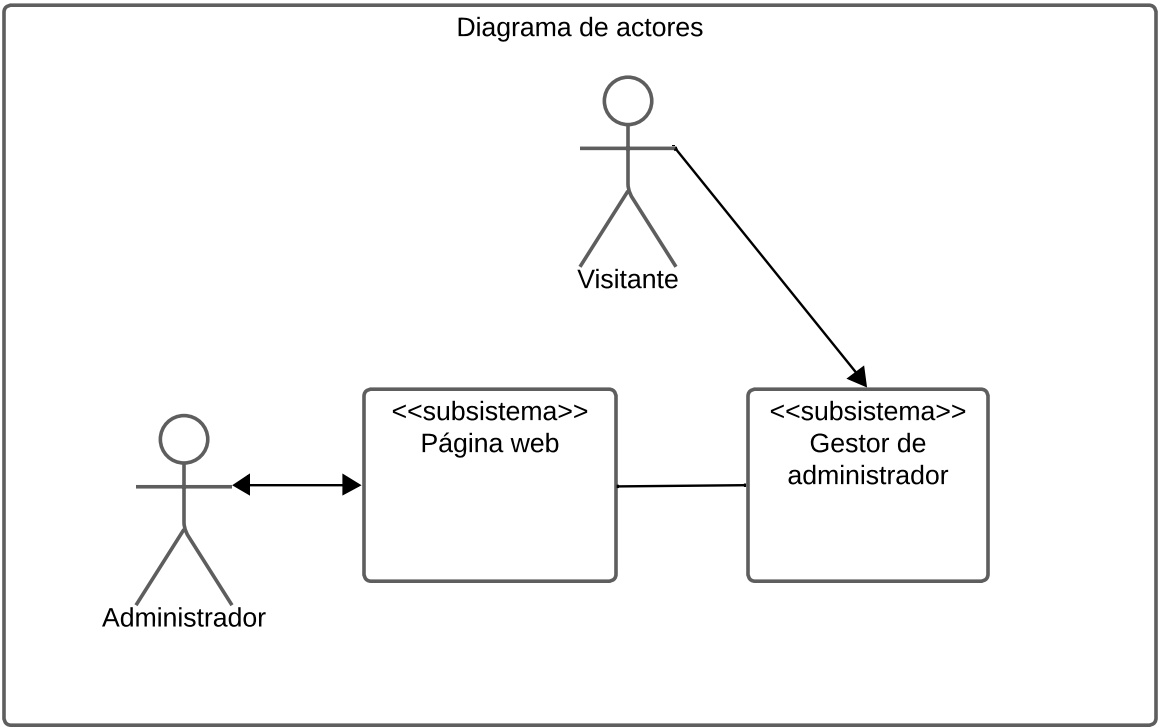 Diagrama de actores
Visitante
<<subsistema>>
Página web
<<subsistema>>
Gestor de
administrador
Administrador